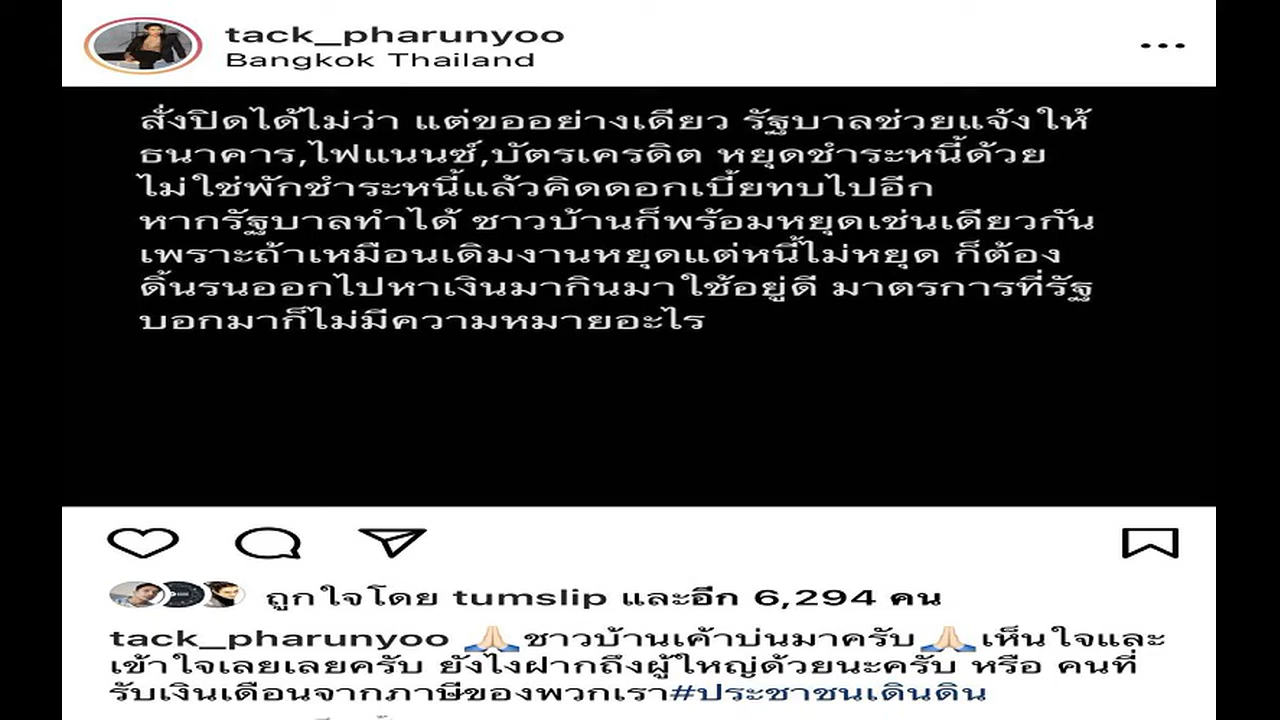 tack_pharunyoo
Bangkok Thailand
สั่งปิดได้ไม่ว่า แต่ขออย่างเดียว รัฐบาลช่วยแจ้งให้
ธนาคาร,ไฟแนนซ์,บัตรเครดิต หยุดชำระหนี้ด้วย
ไม่ใช่พักชำระหนี้แล้วคิดดอกเบี้ยทบไปอีก
หากรัฐบาลทำได้ ชาวบ้านก็พร้อมหยุดเช่นเดียวกัน
เพราะถ้าเหมือนเดิมงานหยุดแต่หนี้ไม่หยุด ก็ต้อง
ดิ้นรนออกไปหาเงินมากินมาใช้อยู่ดี มาตรการที่รัฐ
บอกมาก็ไม่มีความหมายอะไร
ถูกใจโดย tumslip และอีก 6,294 คน
tack_pharunyoo 🙏🏻ชาวบ้านเค้าบ่นมาครับ🙏🏻เห็นใจและ
เข้าใจเลยเลยครับ ยังไงฝากถึงผู้ใหญ่ด้วยนะครับ หรือ คนที่
รับเงินเดือนจากภาษีของพวกเรา#ประชาชนเดินดิน